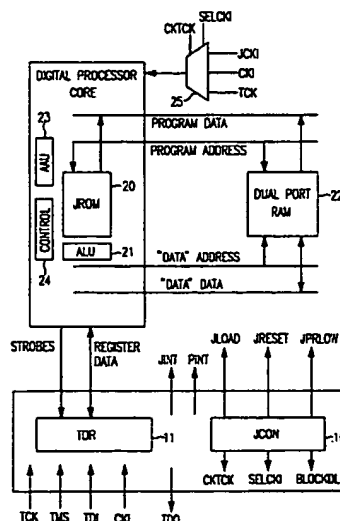 SELCKI
CKTCK
JCKI
CKI
TCK
25
DIGITAL PROCESSOR
CORE
23
AAU
PROGRAM DATA
PROGRAM ADDRESS
20
JROM
DUAL PORT
RAM
22
CONTROL
24
ALU
21
"DATA" ADDRESS
"DATA" DATA
STROBES
REGISTER
DATA
JINT
PINT
JLOAD
JRESET
JPRLOW
TDR
11
JCON
CKTCK
SELCKI
TCK
TMS
TDI
CKI
TDO